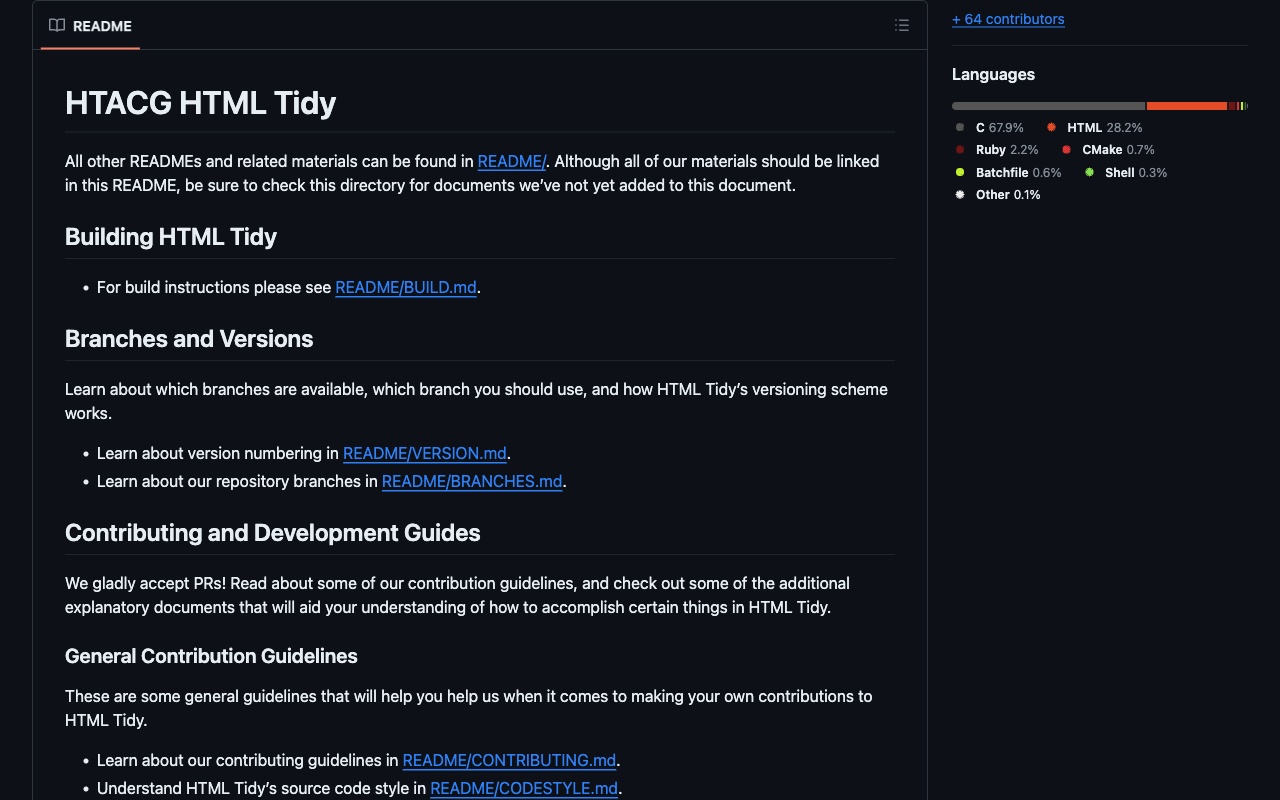 README
HTACG HTML Tidy
All other READMEs and related materials can be found in README/. Although all of our materials should be linked
in this README, be sure to check this directory for documents we’ve not yet added to this document.
Building HTML Tidy
• For build instructions please see README/BUILD.md.
Branches and Versions
Learn about which branches are available, which branch you should use, and how HTML Tidy’s versioning scheme
works.
• Learn about version numbering in README/VERSION.md.
• Learn about our repository branches in README/BRANCHES.md.
Contributing and Development Guides
We gladly accept PRs! Read about some of our contribution guidelines, and check out some of the additional
explanatory documents that will aid your understanding of how to accomplish certain things in HTML Tidy.
General Contribution Guidelines
These are some general guidelines that will help you help us when it comes to making your own contributions to
HTML Tidy.
• Learn about our contributing guidelines in README/CONTRIBUTING.md.
• Understand HTML Tidy’s source code style in README/CODESTYLE.md.
+ 64 contributors
Languages
C 67.9% HTML 28.2%
Ruby 2.2% CMake 0.7%
Batchfile 0.6% Shell 0.3%
Other 0.1%